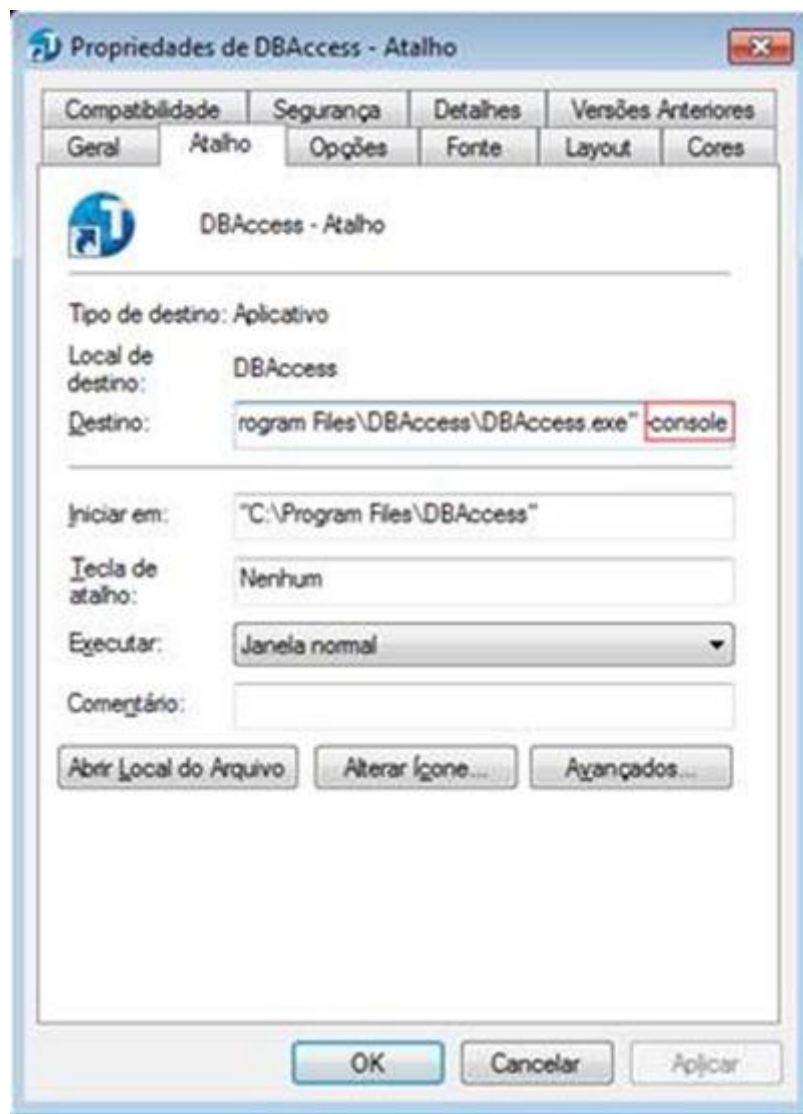 Propriedades de DBAccess - Atalho
Compatibilidade Segurança Detalhes Versões Anteriores
Geral Atalho Opções Fonte Layout Cores
DBAccess - Atalho
Tipo de destino: Aplicativo
Local de destino: DBAccess
Destino: rogram Files\DBAccess\DBAccess.exe" -console
Iniciar em: "C:\Program Files\DBAccess"
Tecla de atalho: Nenhum
Executar: Janela normal
Comentário:
Abrir Local do Arquivo Alterar Ícone... Avançados...
OK Cancelar Aplicar